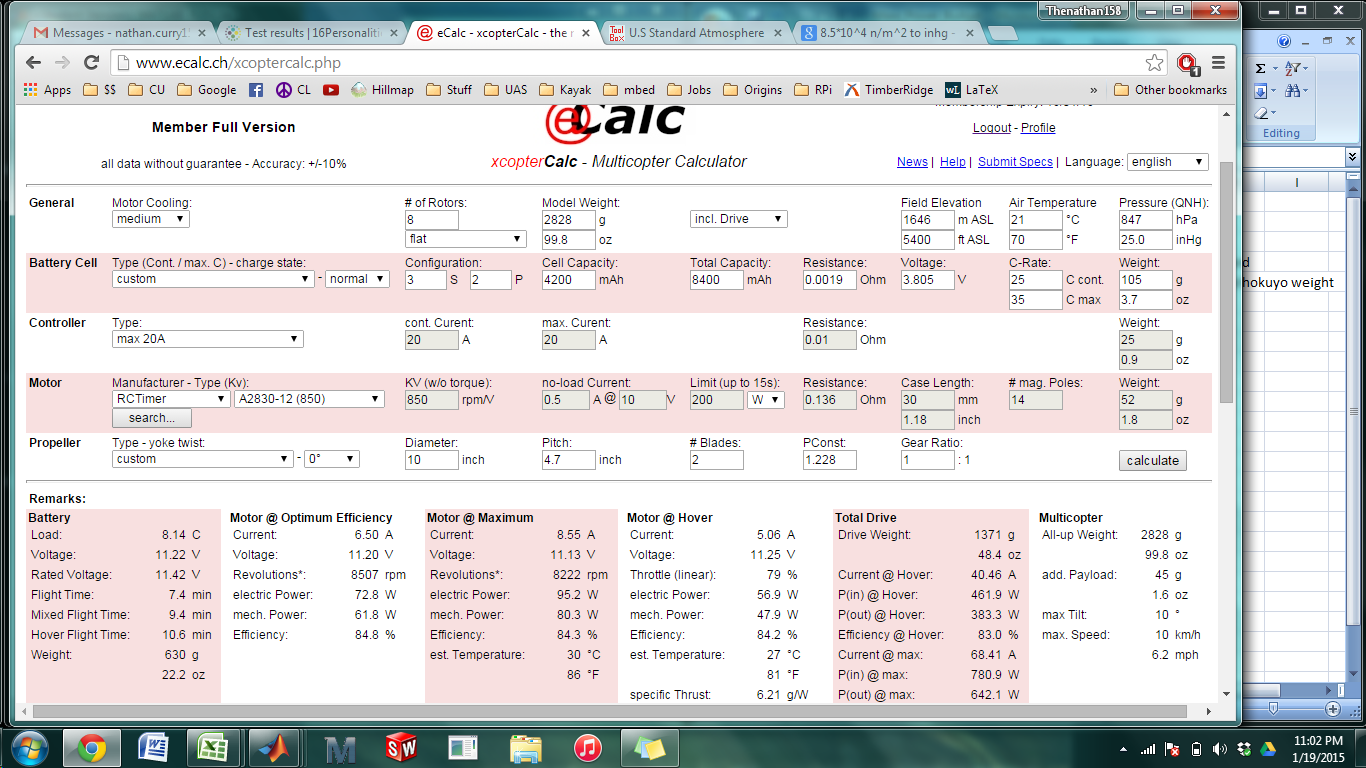 Thenathan158
Messages - nathan.curry1
Test results | 16Personaliti
eCalc - xcopterCalc - the r
U.S Standard Atmosphere
8.5*10^4 n/m^2 to inhg -
www.ecalc.ch/xcoptercalc.php
Apps $$ CU Google CL Hillmap Stuff UAS Kayak mbed Jobs Origins RPi TimberRidge LaTeX » Other bookmarks
Editing
I
d
hokuyo weight
Member Full Version
all data without guarantee - Accuracy: +/-10%
eCalc
xcopterCalc - Multicopter Calculator
Logout - Profile
News | Help | Submit Specs | Language: english
General Motor Cooling: # of Rotors: Model Weight: Field Elevation Air Temperature Pressure (QNH):
medium 8 2828 g incl. Drive 1646 m ASL 21 °C 847 hPa
flat 99.8 oz 5400 ft ASL 70 °F 25.0 inHg
Battery Cell Type (Cont. / max. C) - charge state: Configuration: Cell Capacity: Total Capacity: Resistance: Voltage: C-Rate: Weight:
custom - normal 3 S 2 P 4200 mAh 8400 mAh 0.0019 Ohm 3.805 V 25 C cont. 105 g
35 C max 3.7 oz
Controller Type: cont. Curent: max. Curent: Resistance: Weight:
max 20A 20 A 20 A 0.01 Ohm 25 g
0.9 oz
Motor Manufacturer - Type (Kv): KV (w/o torque): no-load Current: Limit (up to 15s): Resistance: Case Length: # mag. Poles: Weight:
RCTimer A2830-12 (850) 850 rpm/V 0.5 A @ 10 V 200 W 0.136 Ohm 30 mm 14 52 g
search... 1.18 inch 1.8 oz
Propeller Type - yoke twist: Diameter: Pitch: # Blades: PConst: Gear Ratio:
custom - 0° 10 inch 4.7 inch 2 1.228 1 : 1 calculate
Remarks:
Battery Motor @ Optimum Efficiency Motor @ Maximum Motor @ Hover Total Drive Multicopter
Load: 8.14 C Current: 6.50 A Current: 8.55 A Current: 5.06 A Drive Weight: 1371 g All-up Weight: 2828 g
Voltage: 11.22 V Voltage: 11.20 V Voltage: 11.13 V Voltage: 11.25 V 48.4 oz 99.8 oz
Rated Voltage: 11.42 V Revolutions*: 8507 rpm Revolutions*: 8222 rpm Throttle (linear): 79 % Current @ Hover: 40.46 A add. Payload: 45 g
Flight Time: 7.4 min electric Power: 72.8 W electric Power: 95.2 W electric Power: 56.9 W P(in) @ Hover: 461.9 W 1.6 oz
Mixed Flight Time: 9.4 min mech. Power: 61.8 W mech. Power: 80.3 W mech. Power: 47.9 W P(out) @ Hover: 383.3 W max Tilt: 10 °
Hover Flight Time: 10.6 min Efficiency: 84.8 % Efficiency: 84.3 % Efficiency: 84.2 % Efficiency @ Hover: 83.0 % max. Speed: 10 km/h
Weight: 630 g est. Temperature: 30 °C est. Temperature: 27 °C Current @ max: 68.41 A 6.2 mph
22.2 oz 86 °F 81 °F P(in) @ max: 780.9 W
specific Thrust: 6.21 g/W P(out) @ max: 642.1 W
11:02 PM
1/19/2015